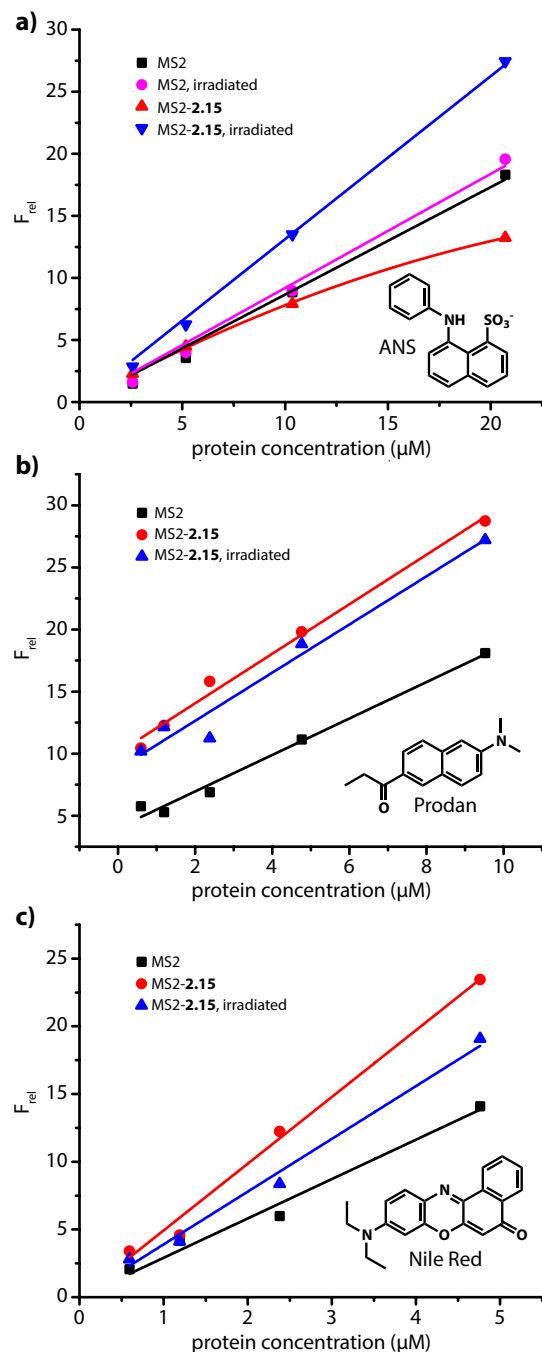 a)
MS2
MS2, irradiated
MS2-2.15
MS2-2.15, irradiated
30
25
20
15
10
5
0
F_rel
NH
SO₃⁻
ANS
0
5
10
15
20
protein concentration (μM)
b)
MS2
MS2-2.15
MS2-2.15, irradiated
30
25
20
15
10
5
F_rel
N
O
Prodan
0
2
4
6
8
10
protein concentration (μM)
c)
MS2
MS2-2.15
MS2-2.15, irradiated
25
20
15
10
5
0
F_rel
N
N
O
O
Nile Red
0
1
2
3
4
5
protein concentration (μM)